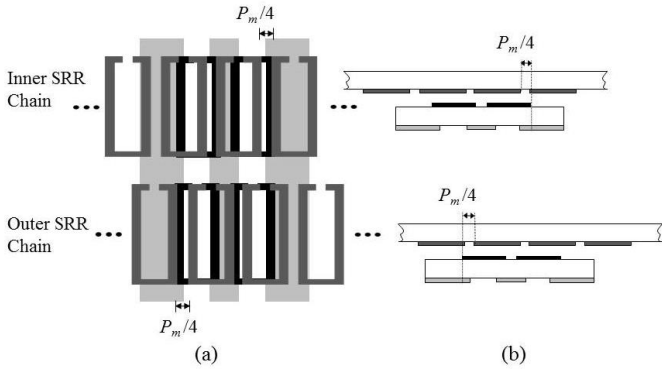 P_m/4
P_m/4
Inner SRR
Chain
Outer SRR
Chain
P_m/4
P_m/4
(a)
(b)